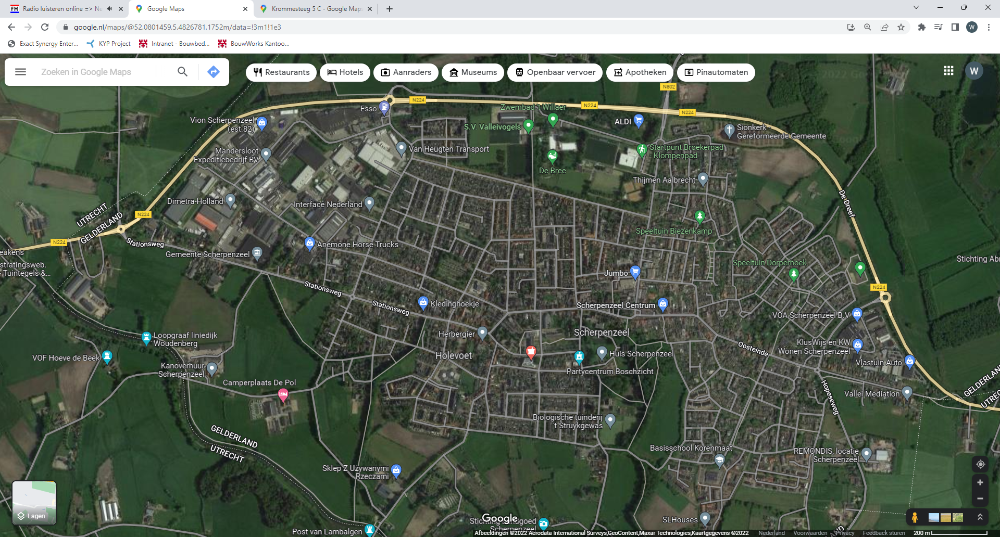 Radio luisteren online => Ne
Google Maps
Krommesteeg 5 C - Google Maps
google.nl/maps/@52.0801459,5.4826781,1752m/data=!3m1!1e3
W
Exact Synergy Enter...
KYP Project
Intranet - Bouwbed...
BouwWorks Kantoo...
Zoeken in Google Maps
Restaurants
Hotels
Aanraders
Museums
Openbaar vervoer
Apotheken
Pinautomaten
W
N802
N224
N224
N224
Esso
Zwembad 't Willaer
Vion Scherpenzeel
(est.82)
S.V. Valleivogels
ALDI
Sionkerk -
Gereformeerde Gemeente
Mandersloot
Expeditiebedrijf BV
Van Heugten Transport
Startpunt Broekerpad
- Klompenpad
De Bree
Thijmen Aalbrecht
Dimetra-Holland
Interface Nederland
De Dreef
UTRECHT
GELDERLAND
N224
N224
Stationsweg
Speeltuin Biezenkamp
Anemone Horse Trucks
Gemeente Scherpenzeel
eukens
stratingsweb.
- Tuintegels &...
Stichting Abr
Speeltuin Dorperhoek
Jumbo
Stationsweg
N224
Stationsweg
Kledinghoekje
Scherpenzeel Centrum
VOA Scherpenzeel B.V
Herbergier
Scherpenzeel
Loopgraaf liniedijk
Woudenberg
Oosteinde
KlusWijs en KW
Wonen Scherpenzeel
VOF Hoeve de Beek
Holevoet
Huis Scherpenzeel
Vlastuin Auto
Kanoverhuur
Scherpenzeel
Partycentrum Boschzicht
Camperplaats De Pol
Hopeseweg
Vallei Mediation
GELDERLAND
UTRECHT
Biologische tuinderij
't Struykgewas
GELDERLAND
UTRECHT
Basisschool Korenmaat
REMONDIS, locatie
Scherpenzeel
Sklep Z Używanymi
Rzeczami
Lagen
Google
SLHouses
Post van Lambalgen
Afbeeldingen ©2022 Aerodata International Surveys,GeoContent,Maxar Technologies,Kaartgegevens ©2022
Nederland
Voorwaarden
Privacy
Feedback sturen
200 m